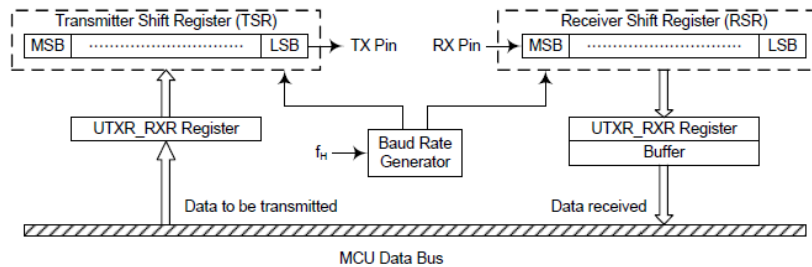 Transmitter Shift Register (TSR)
Receiver Shift Register (RSR)
MSB ................................ LSB
TX Pin
RX Pin
MSB ................................ LSB
UTXR_RXR Register
Baud Rate
Generator
fH
UTXR_RXR Register
Buffer
Data to be transmitted
Data received
MCU Data Bus